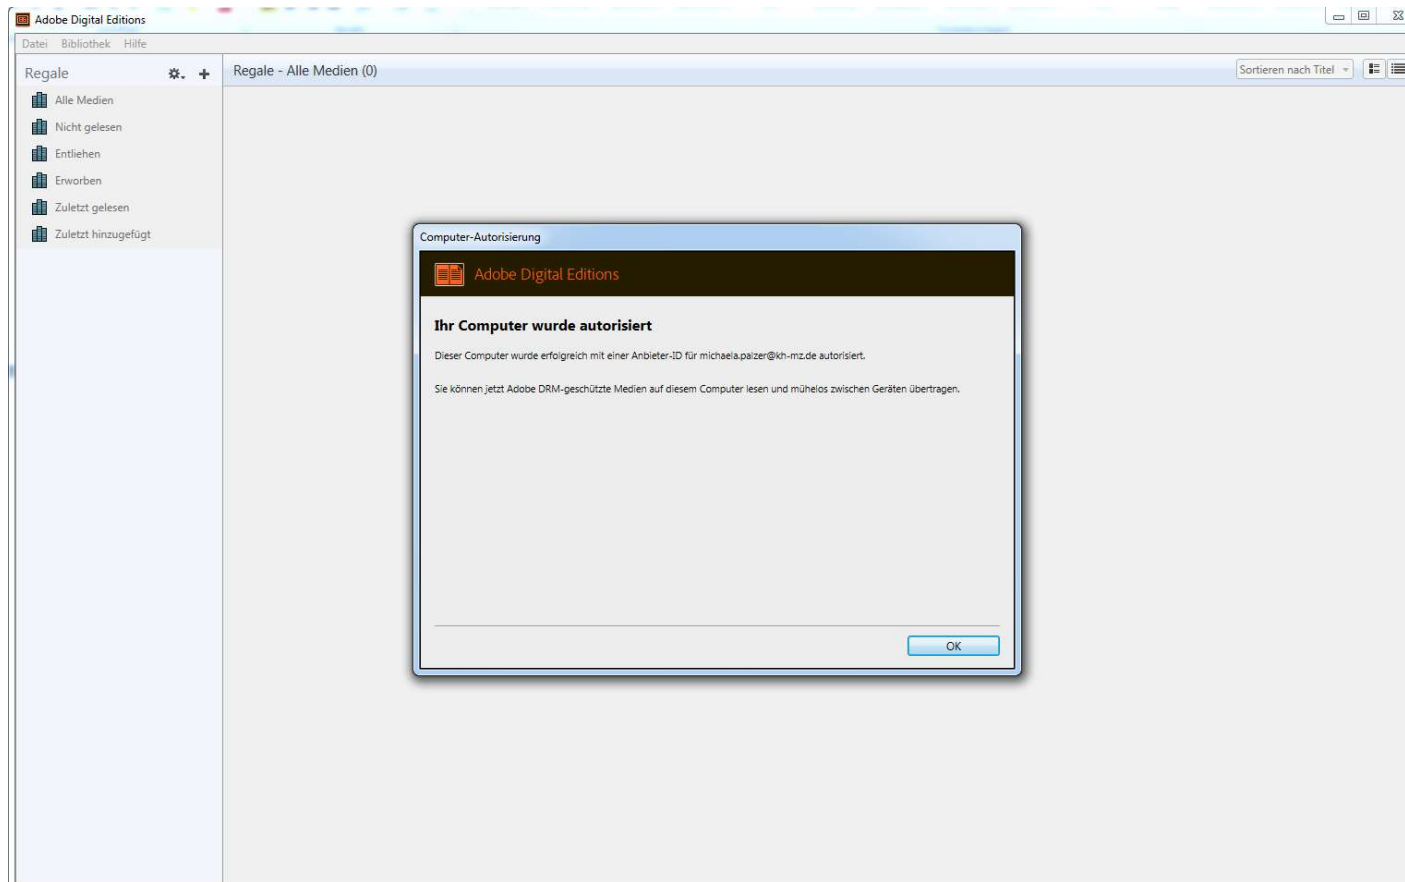 Adobe Digital Editions
Datei Bibliothek Hilfe
Regale
Regale - Alle Medien (0)
Sortieren nach Titel
Alle Medien
Nicht gelesen
Entliehen
Erworben
Zuletzt gelesen
Zuletzt hinzugefügt
Computer-Autorisierung
Adobe Digital Editions
Ihr Computer wurde autorisiert
Dieser Computer wurde erfolgreich mit einer Anbieter-ID für michaela.palzer@kh-mz.de autorisiert.
Sie können jetzt Adobe DRM-geschützte Medien auf diesem Computer lesen und mühelos zwischen Geräten übertragen.
OK